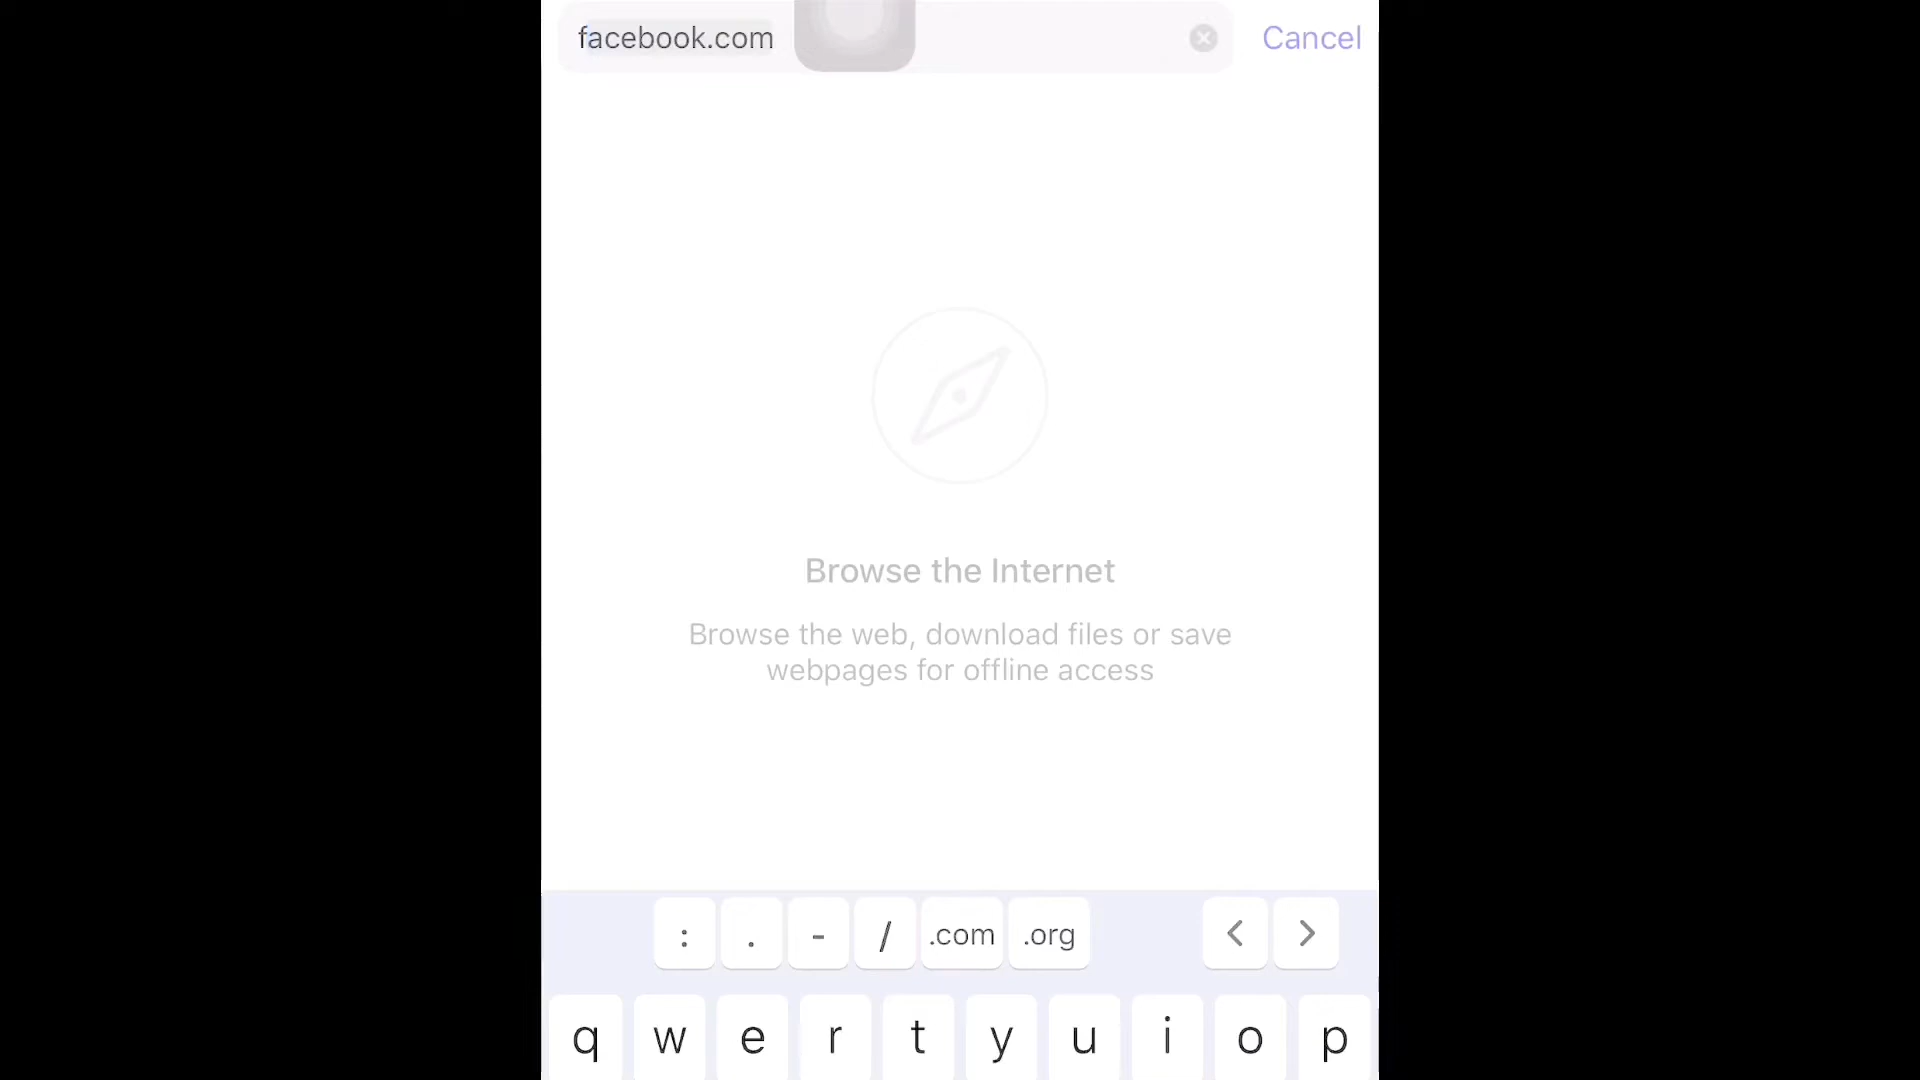 facebook.com Cancel
Browse the Internet
Browse the web, download files or save
webpages for offline access
: . - / .com .org < >
q w e r t y u i o p